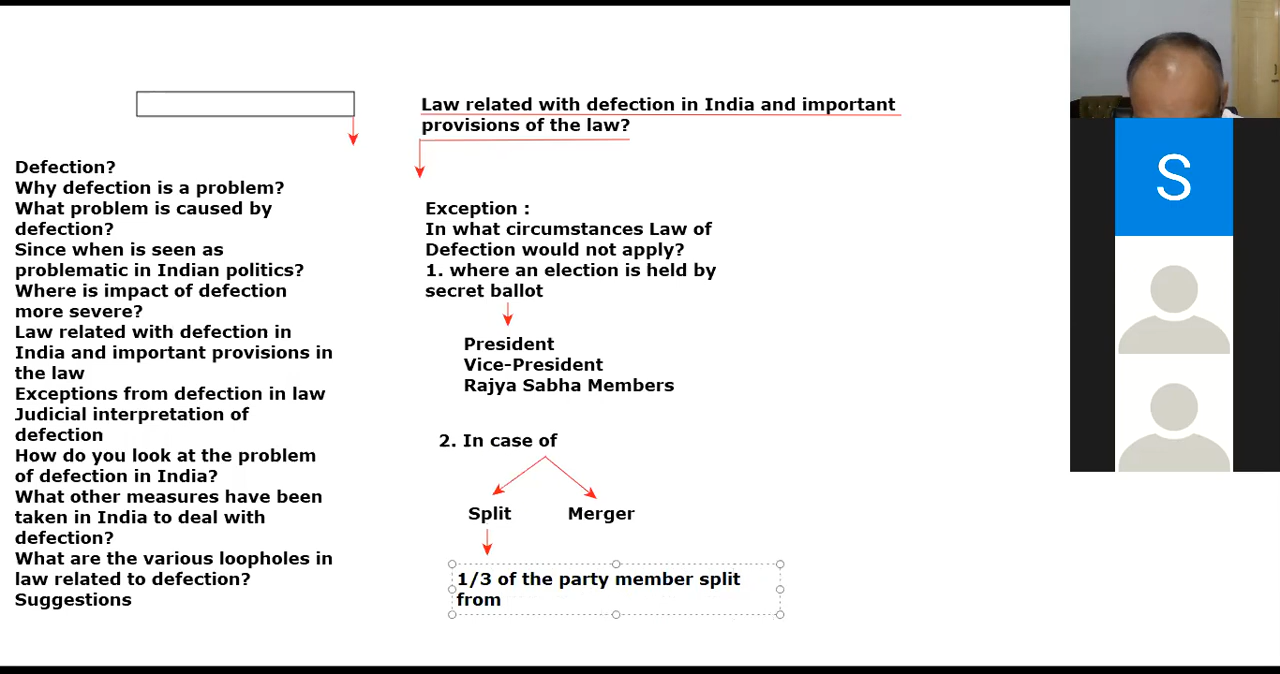 Law related with defection in India and important
provisions of the law?
Defection?
Why defection is a problem?
What problem is caused by
defection?
Since when is seen as
problematic in Indian politics?
Where is impact of defection
more severe?
Law related with defection in
India and important provisions in
the law
Exceptions from defection in law
Judicial interpretation of
defection
How do you look at the problem
of defection in India?
What other measures have been
taken in India to deal with
defection?
What are the various loopholes in
law related to defection?
Suggestions
Exception :
In what circumstances Law of
Defection would not apply?
1. where an election is held by
secret ballot
President
Vice-President
Rajya Sabha Members
2. In case of
Split
Merger
1/3 of the party member split
from
S